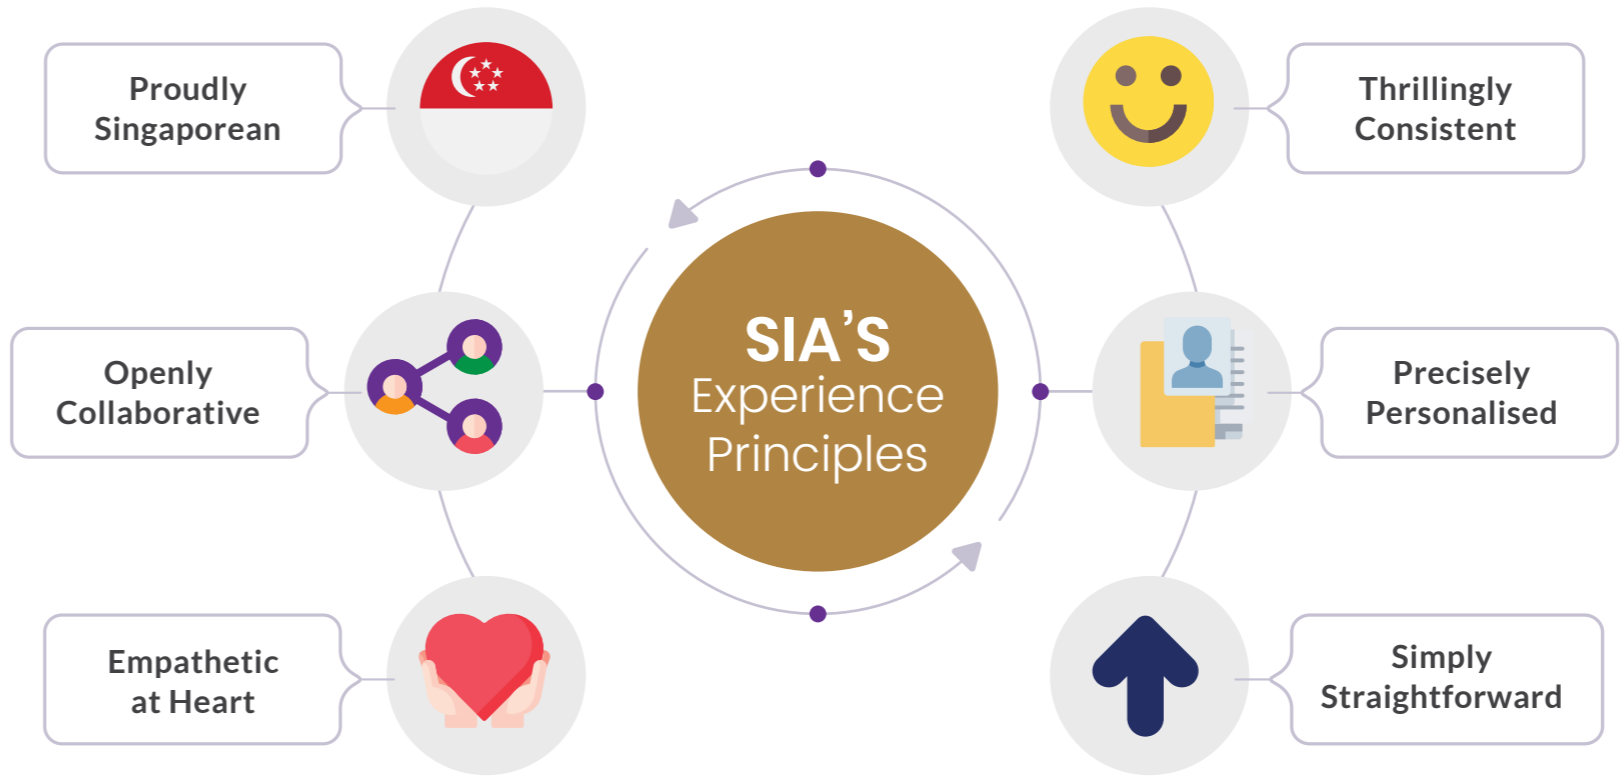 Proudly
Singaporean
Openly
Collaborative
Empathetic
at Heart
SIA’S
Experience
Principles
Thrillingly
Consistent
Precisely
Personalised
Simply
Straightforward